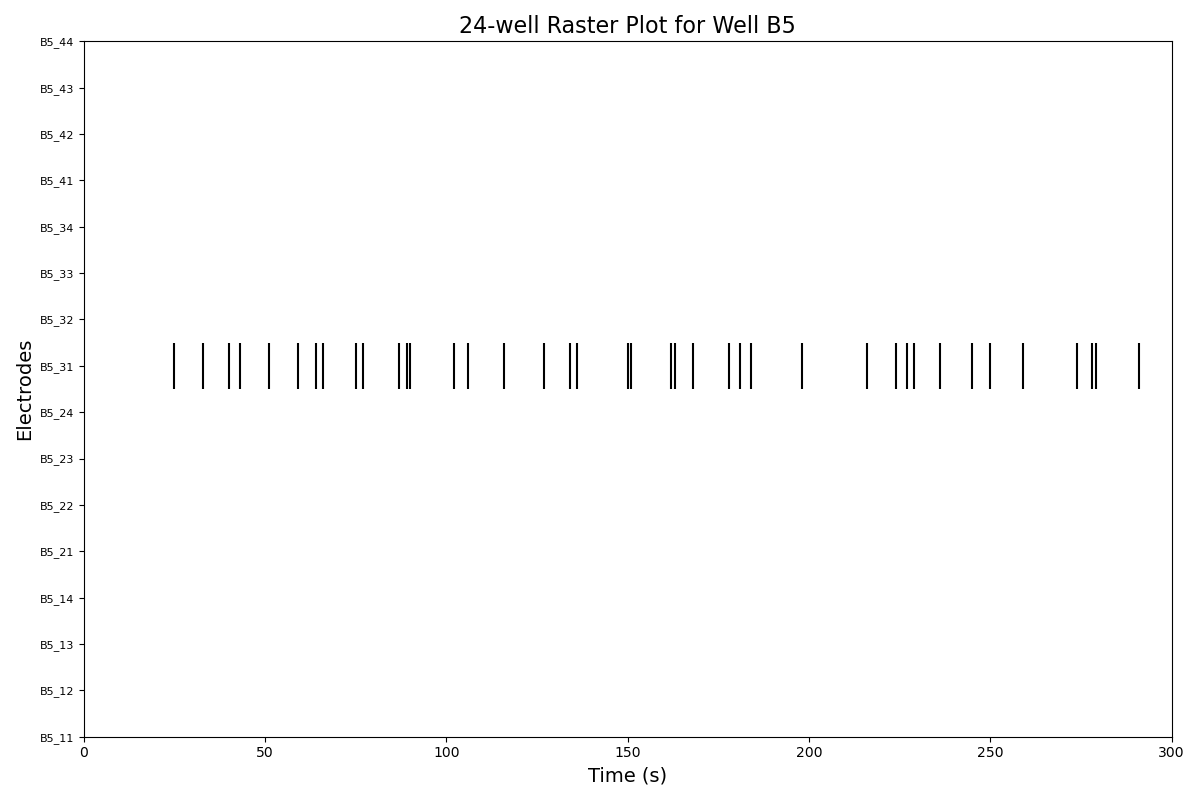 24-well Raster Plot for Well B5
B5_44
B5_43
B5_42
B5_41
B5_34
B5_33
B5_32
B5_31
B5_24
B5_23
B5_22
B5_21
B5_14
B5_13
B5_12
B5_11
Electrodes
0 50 100 150 200 250 300
Time (s)